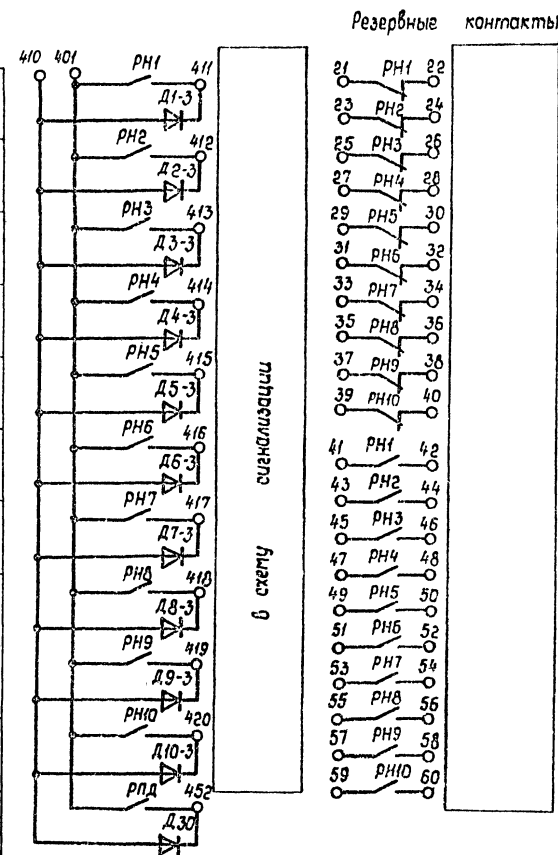 Резервные контакты
410 401 РН1 411
Д1-3
РН2 412
Д2-3
РН3 413
Д3-3
РН4 414
Д4-3
РН5 415
Д5-3
РН6 416
Д6-3
РН7 417
Д7-3
РН8 418
Д8-3
РН9 419
Д9-3
РН10 420
Д10-3
РПД 452
Д30
в схему сигнализации
21 РН1 22
23 РН2 24
25 РН3 26
27 РН4 28
29 РН5 30
31 РН6 32
33 РН7 34
35 РН8 36
37 РН9 38
39 РН10 40
41 РН1 42
43 РН2 44
45 РН3 46
47 РН4 48
49 РН5 50
51 РН6 52
53 РН7 54
55 РН8 56
57 РН9 58
59 РН10 60